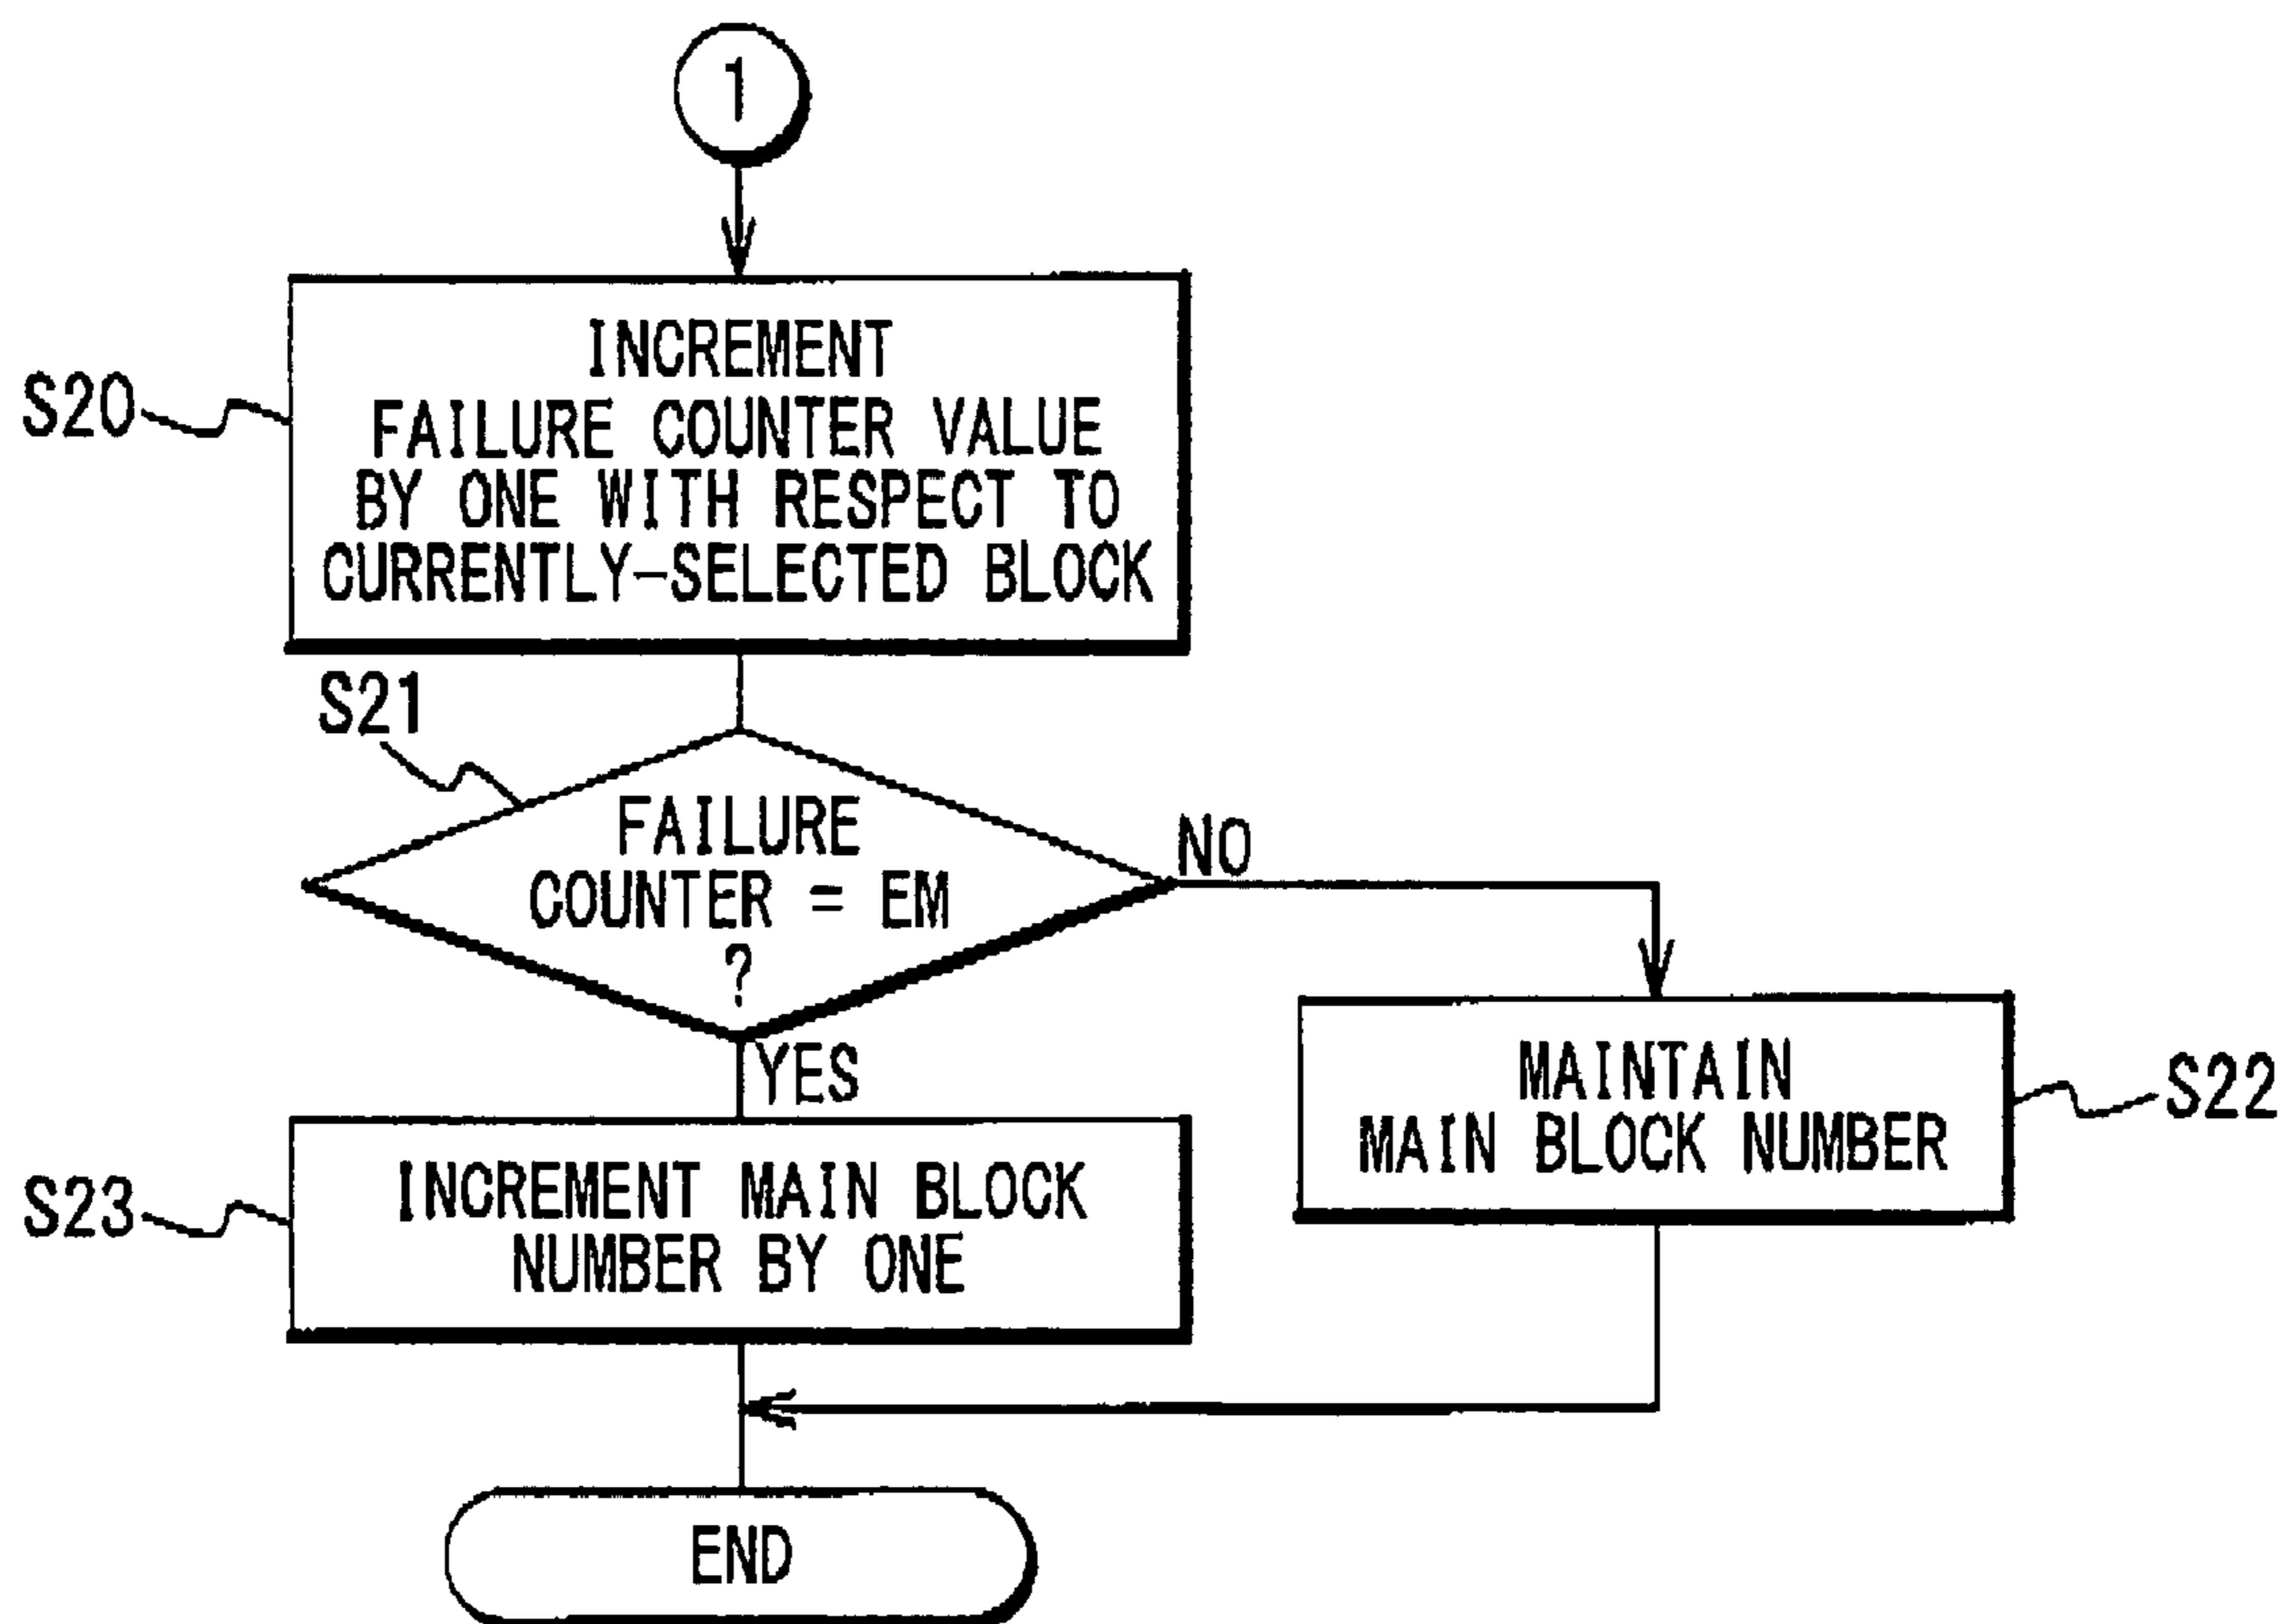 1
INCREMENT
FAILURE COUNTER VALUE
BY ONE WITH RESPECT TO
CURRENTLY-SELECTED BLOCK
S20
S21
FAILURE
COUNTER = EM
?
NO
YES
MAINTAIN
MAIN BLOCK NUMBER
S22
INCREMENT MAIN BLOCK
NUMBER BY ONE
S23
END